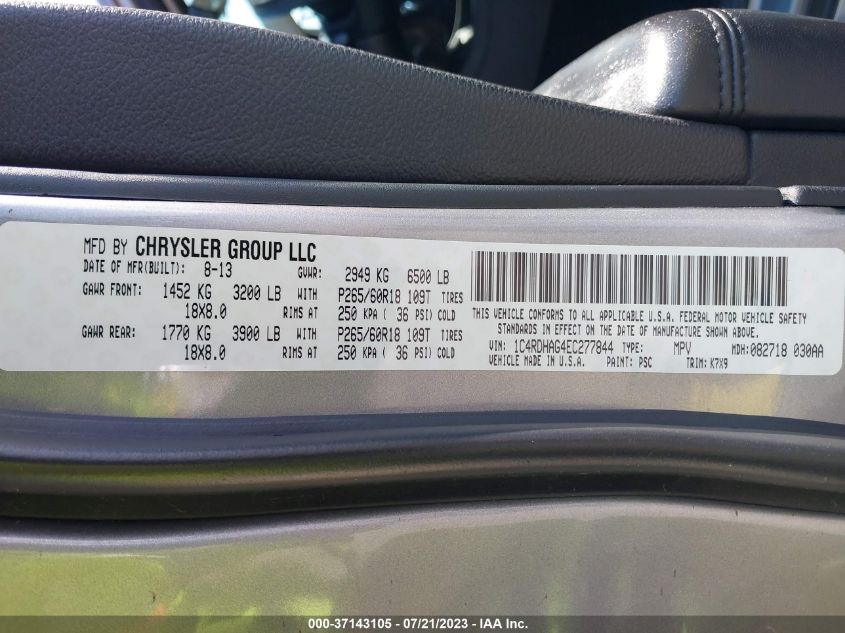 MFD BY CHRYSLER GROUP LLC
DATE OF MFR(BUILT): 8-13 GVWR: 2949 KG 6500 LB
GAWR FRONT: 1452 KG 3200 LB WITH P265/60R18 109T TIRES
18X8.0 RIMS AT 250 KPA ( 36 PSI) COLD
GAWR REAR: 1770 KG 3900 LB WITH P265/60R18 109T TIRES
18X8.0 RIMS AT 250 KPA ( 36 PSI) COLD
THIS VEHICLE CONFORMS TO ALL APPLICABLE U.S.A. FEDERAL MOTOR VEHICLE SAFETY
STANDARDS IN EFFECT ON THE DATE OF MANUFACTURE SHOWN ABOVE.
VIN: 1C4RDHAG4EC277844 TYPE: MPV MDH: 082718 030AA
VEHICLE MADE IN U.S.A. PAINT: PSC TRIM: K7X9
000-37143105 - 07/21/2023 - IAA Inc.